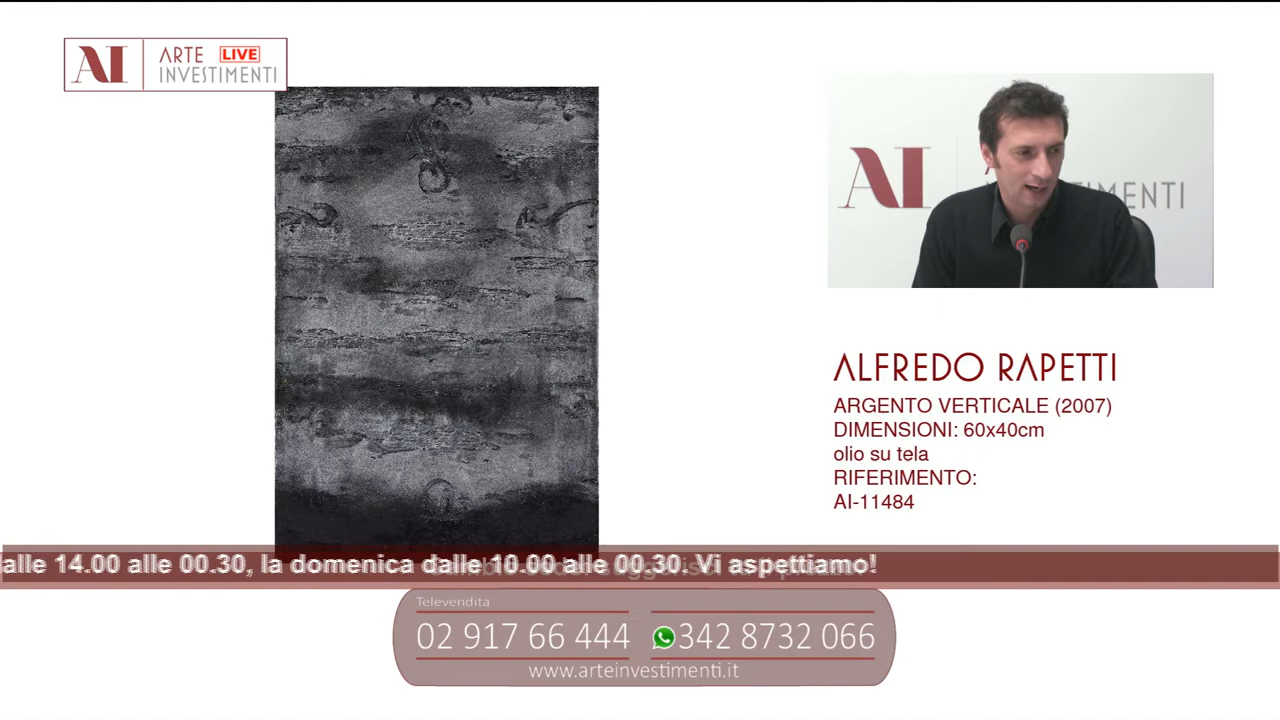 AI ARTE LIVE
INVESTIMENTI
AI
TIMENTI
ALFREDO RAPETTI
ARGENTO VERTICALE (2007)
DIMENSIONI: 60x40cm
olio su tela
RIFERIMENTO:
AI-11484
alle 14.00 alle 00.30, la domenica dalle 10.00 alle 00.30. Vi aspettiamo!
Televendita
02 917 66 444 342 8732 066
www.arteinvestimenti.it